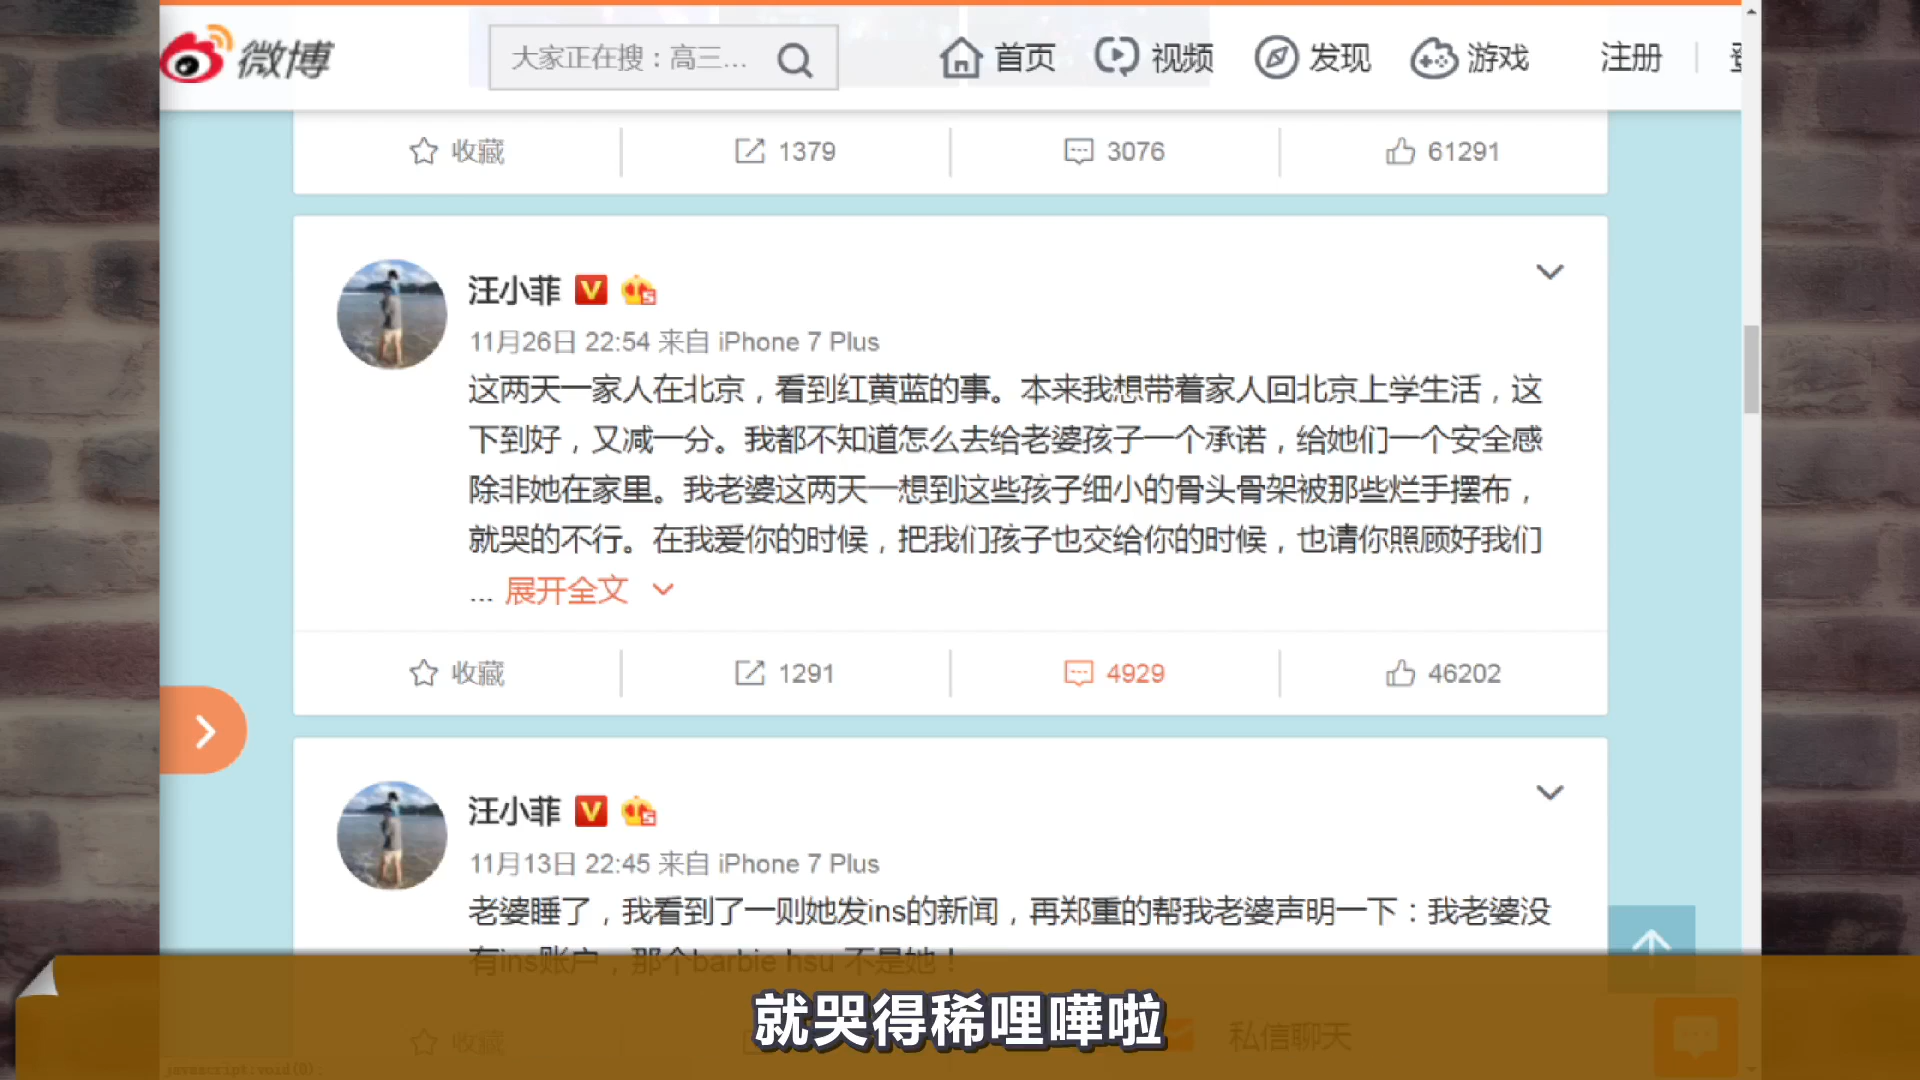 微博
大家正在搜：高三...
首页
视频
发现
游戏
注册
收藏
1379
3076
61291
汪小菲
11月26日 22:54 来自 iPhone 7 Plus
这两天一家人在北京，看到红黄蓝的事。本来我想带着家人回北京上学生活，这
下到好，又减一分。我都不知道怎么去给老婆孩子一个承诺，给她们一个安全感
除非她在家里。我老婆这两天一想到这些孩子细小的骨头骨架被那些烂手摆布，
就哭的不行。在我爱你的时候，把我们孩子也交给你的时候，也请你照顾好我们
... 展开全文
收藏
1291
4929
46202
汪小菲
11月13日 22:45 来自 iPhone 7 Plus
老婆睡了，我看到了一则她发ins的新闻，再郑重的帮我老婆声明一下：我老婆没
有ins账户，那个barbie hsu 不是她！
收藏
就哭得稀哩嘩啦
私信聊天
javascript:void(0);